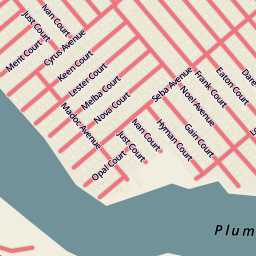 Ivan Court
Just Court
Cyrus Avenue
Ment Court
Keen Court
Lester Court
Melba Court
Nova Court
Madoc Avenue
Seba Avenue
Frank Court
Eaton Court
Dare
Noel Avenue
Gain Court
Hyman Court
Ivan Court
Just Court
Opal Court
Plum